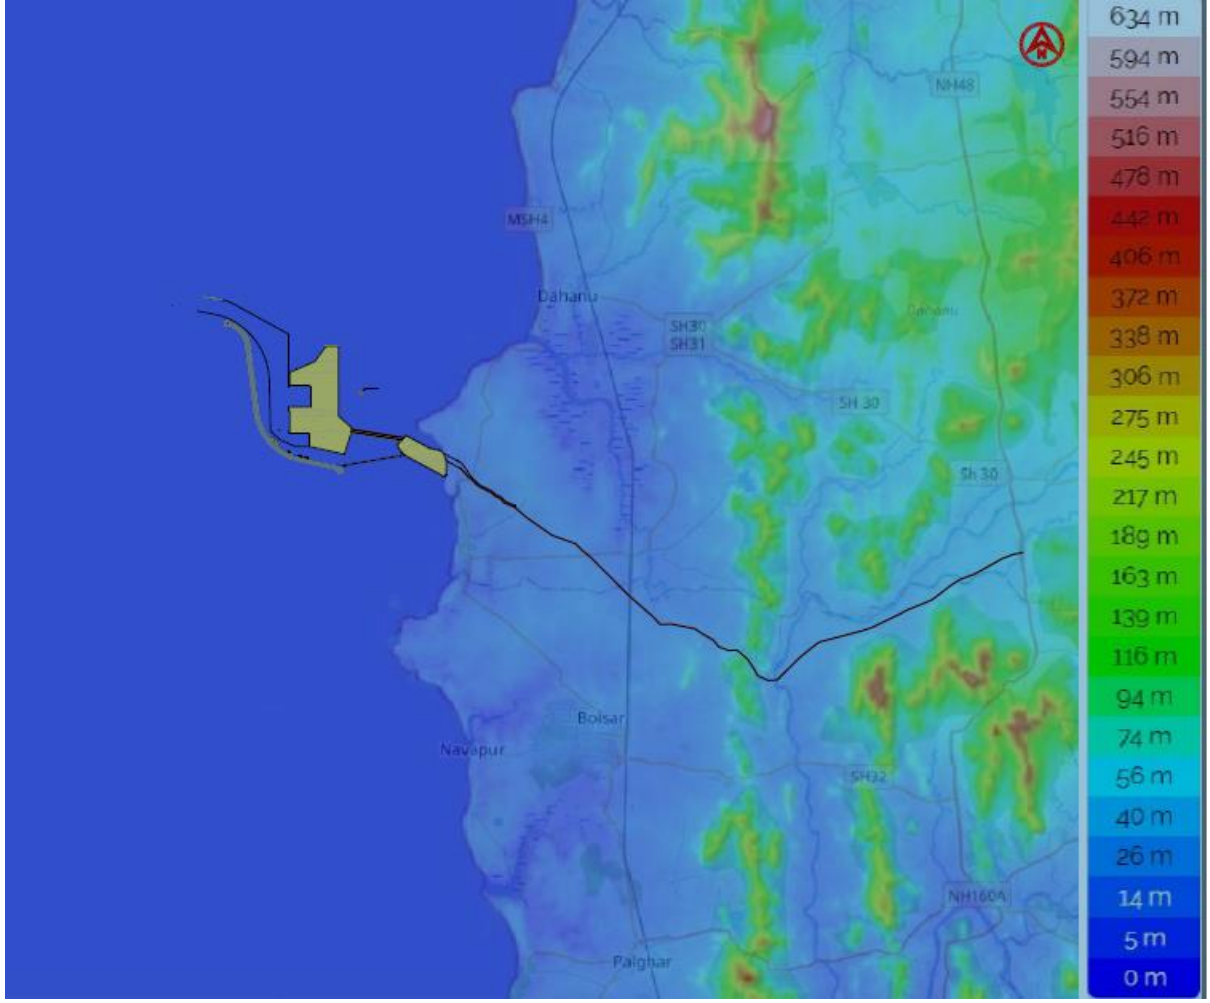 634 m
594 m
554 m
516 m
478 m
442 m
406 m
372 m
338 m
306 m
275 m
245 m
217 m
189 m
163 m
139 m
116 m
94 m
74 m
56 m
40 m
26 m
14 m
5 m
0 m
N
NH48
MSH4
Dahanu
SH30
SH31
Dahanu
SH 30
Sh 30
Boisar
Navapur
SH32
NH160A
Palghar